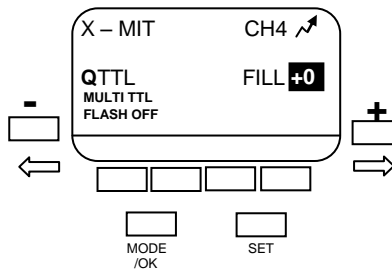 X – MIT CH4
QTTL FILL +0
MULTI TTL
FLASH OFF
- +
MODE SET
/OK